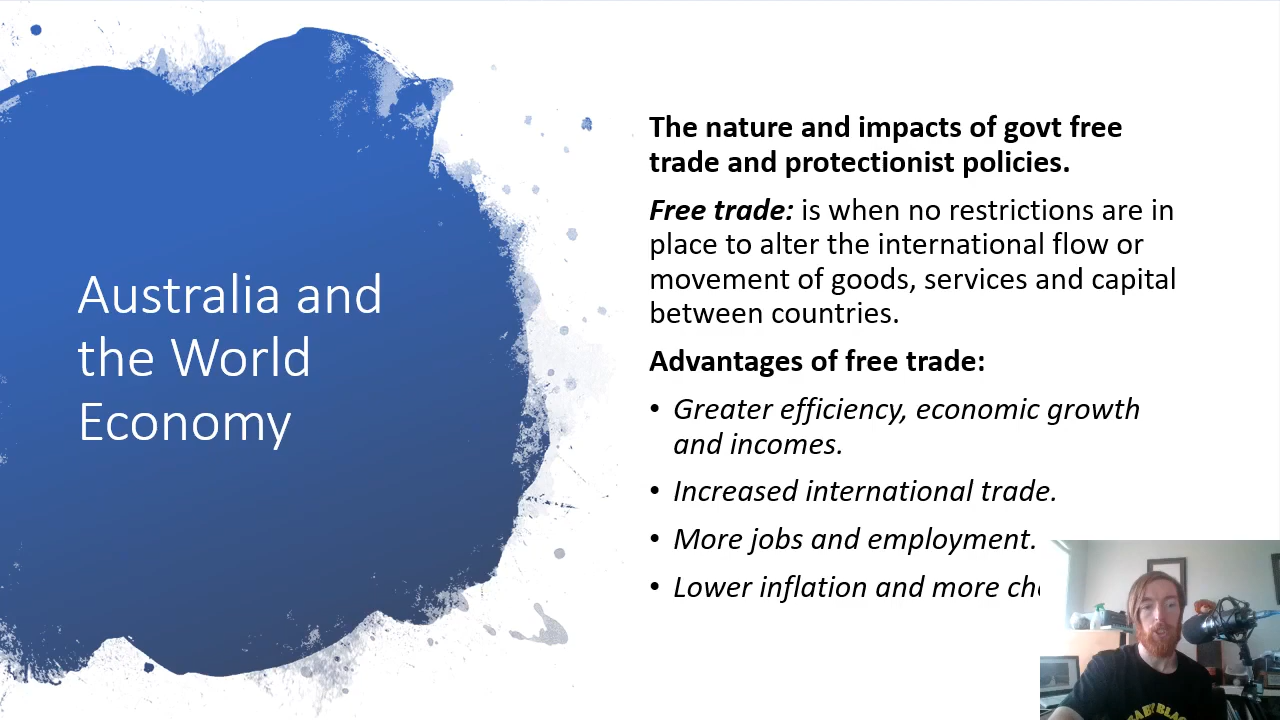 Australia and
the World
Economy
The nature and impacts of govt free
trade and protectionist policies.
Free trade: is when no restrictions are in
place to alter the international flow or
movement of goods, services and capital
between countries.
Advantages of free trade:
• Greater efficiency, economic growth
and incomes.
• Increased international trade.
• More jobs and employment.
• Lower inflation and more